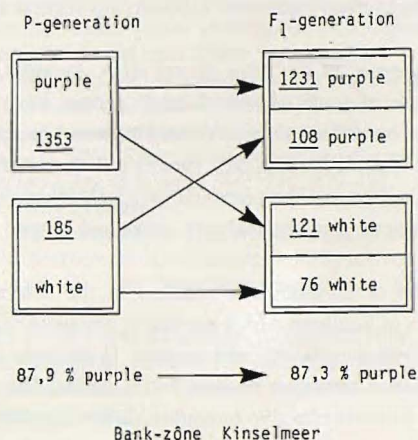 P-generation
F1-generation
purple
1353
1231 purple
108 purple
185
white
121 white
76 white
87,9 % purple
87,3 % purple
Bank-zône Kinselmeer